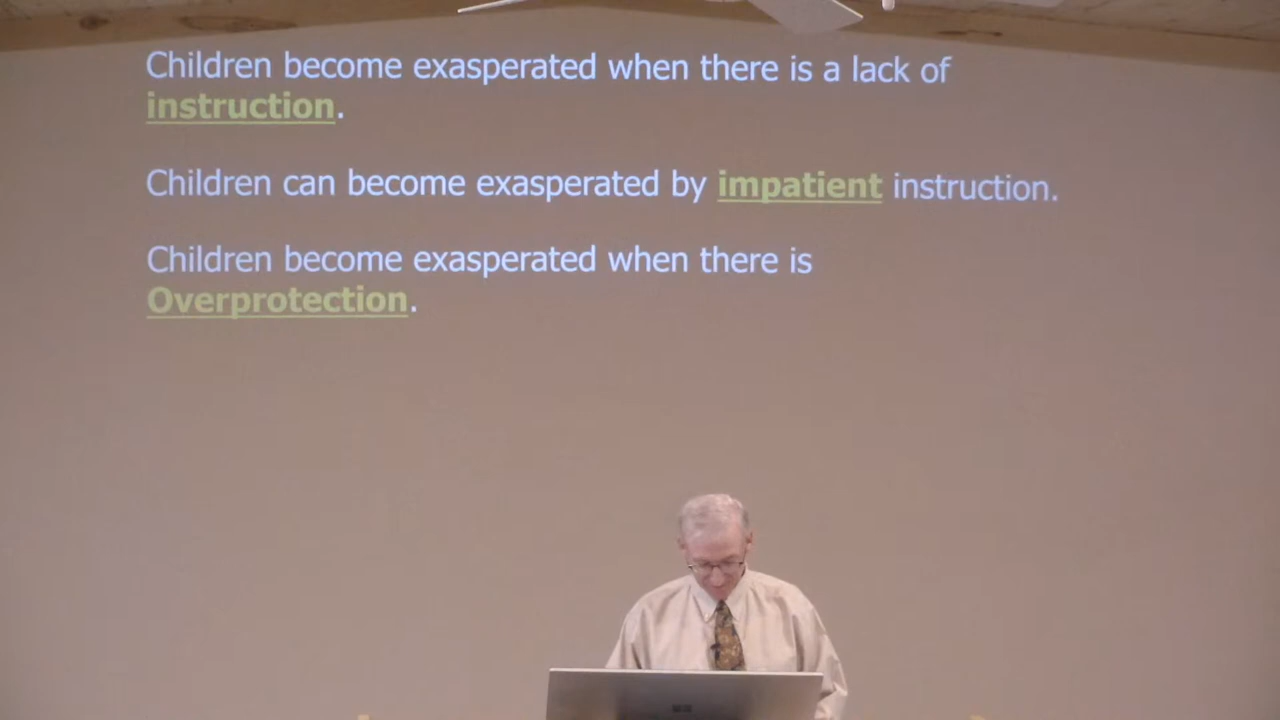 Children become exasperated when there is a lack of
instruction.
Children can become exasperated by impatient instruction.
Children become exasperated when there is
Overprotection.